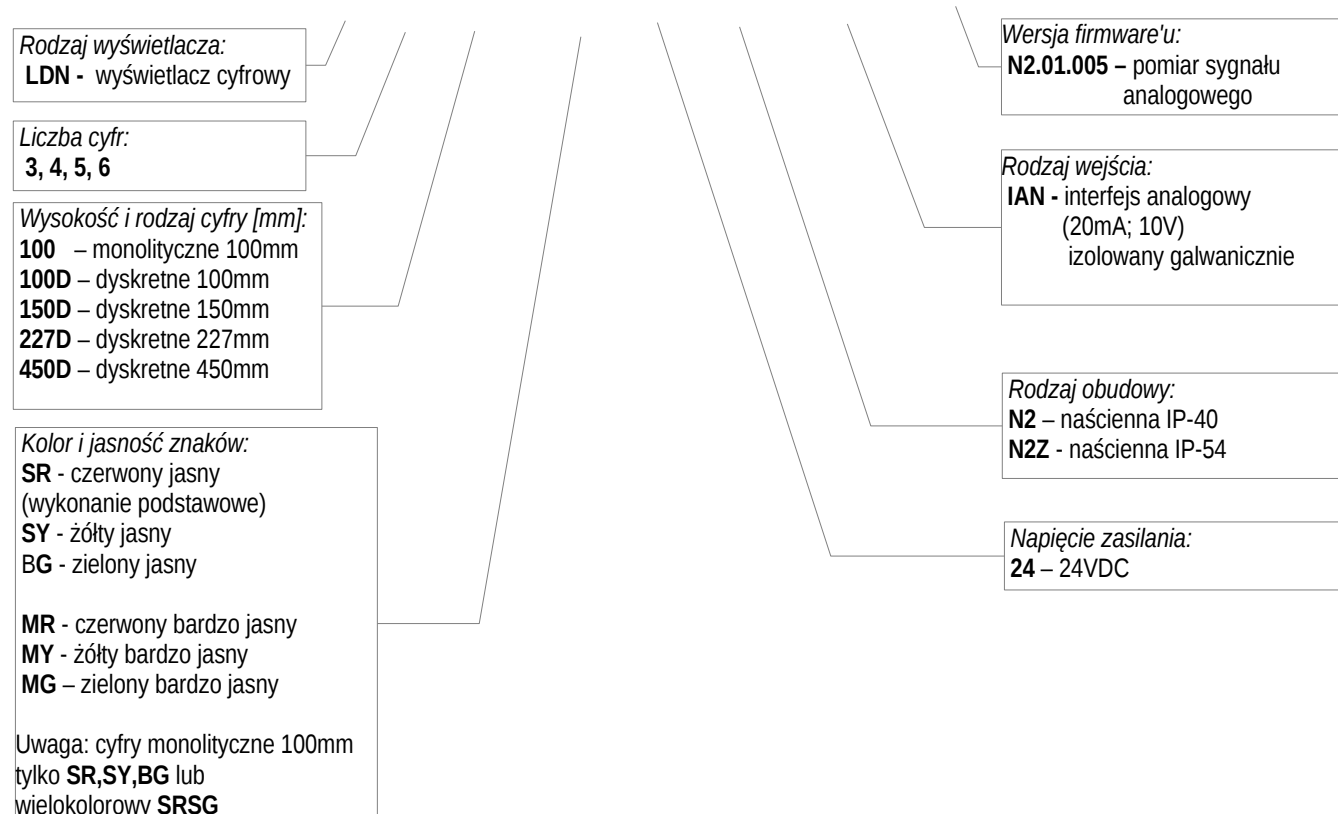 Rodzaj wyświetlacza:
LDN - wyświetlacz cyfrowy
Liczba cyfr:
3, 4, 5, 6
Wysokość i rodzaj cyfry [mm]:
100 – monolityczne 100mm
100D – dyskretne 100mm
150D – dyskretne 150mm
227D – dyskretne 227mm
450D – dyskretne 450mm
Kolor i jasność znaków:
SR - czerwony jasny
(wykonanie podstawowe)
SY - żółty jasny
BG - zielony jasny
MR - czerwony bardzo jasny
MY - żółty bardzo jasny
MG – zielony bardzo jasny
Uwaga: cyfry monolityczne 100mm
tylko SR,SY,BG lub
wielokolorowy SRSG
Wersja firmware'u:
N2.01.005 – pomiar sygnału
analogowego
Rodzaj wejścia:
IAN - interfejs analogowy
(20mA; 10V)
izolowany galwanicznie
Rodzaj obudowy:
N2 – naścienna IP-40
N2Z - naścienna IP-54
Napięcie zasilania:
24 – 24VDC